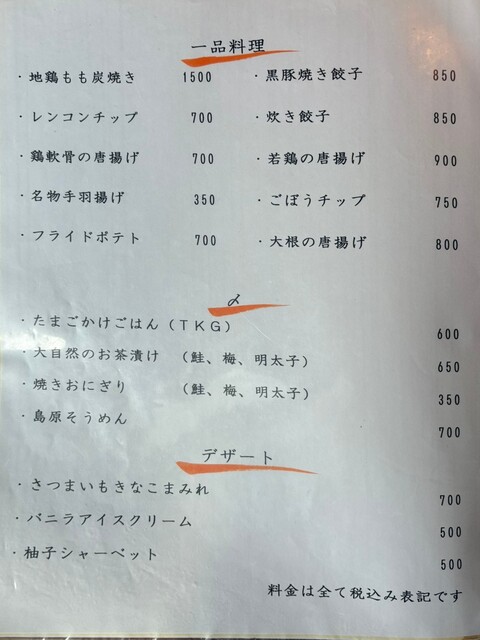 一品料理
・地鶏もも炭焼き 1500 ・黒豚焼き餃子 850
・レンコンチップ 700 ・炊き餃子 850
・鶏軟骨の唐揚げ 700 ・若鶏の唐揚げ 900
・名物手羽揚げ 350 ・ごぼうチップ 750
・フライドポテト 700 ・大根の唐揚げ 800
〆
・たまごかけごはん（TKG） 600
・大自然のお茶漬け （鮭、梅、明太子） 650
・焼きおにぎり （鮭、梅、明太子） 350
・島原そうめん 700
デザート
・さつまいもきなこまみれ 700
・バニラアイスクリーム 500
・柚子シャーベット 500
料金は全て税込み表記です